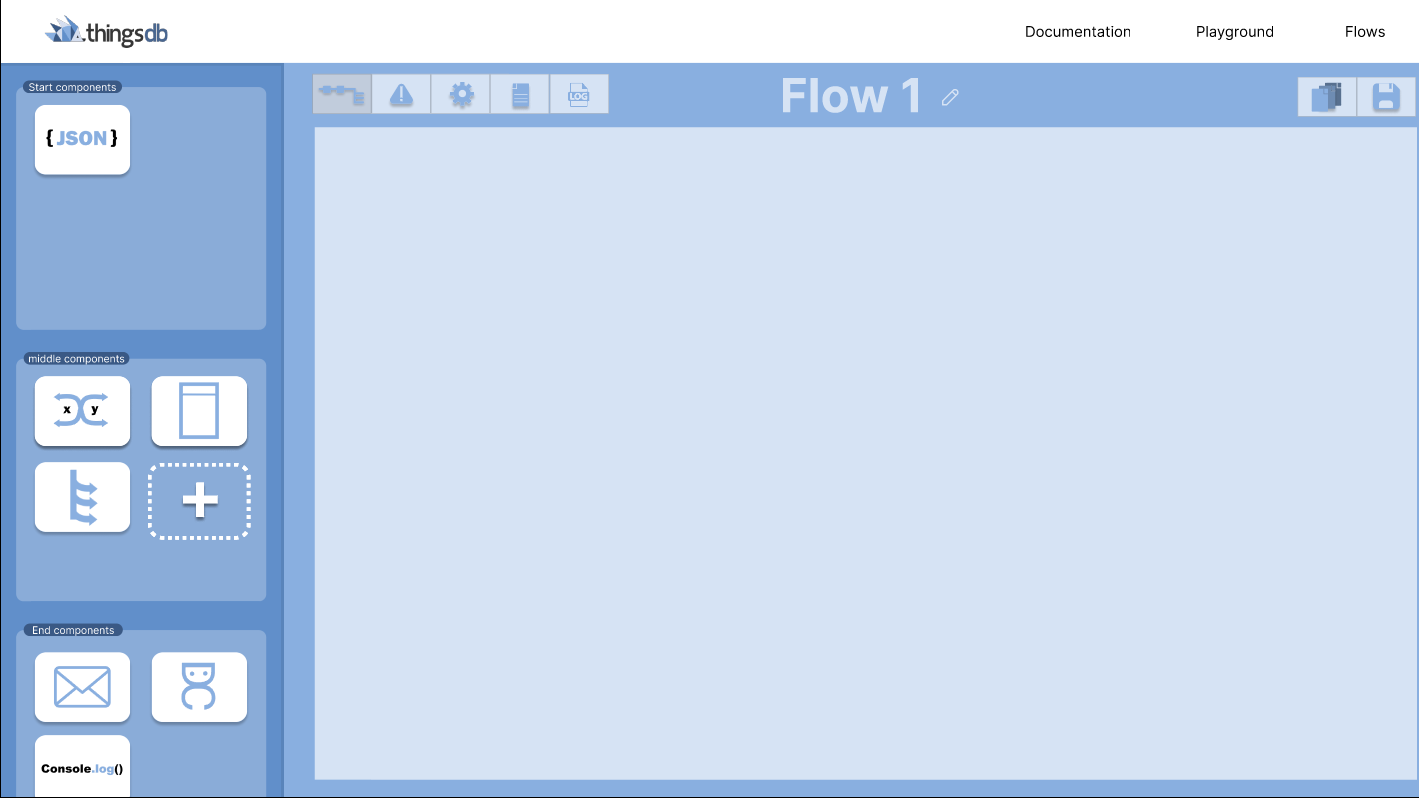 .thingsdb
Documentation
Playground
Flows
Start components
{JSON}
LOG
Flow 1
middle components
x y
End components
Console.log()